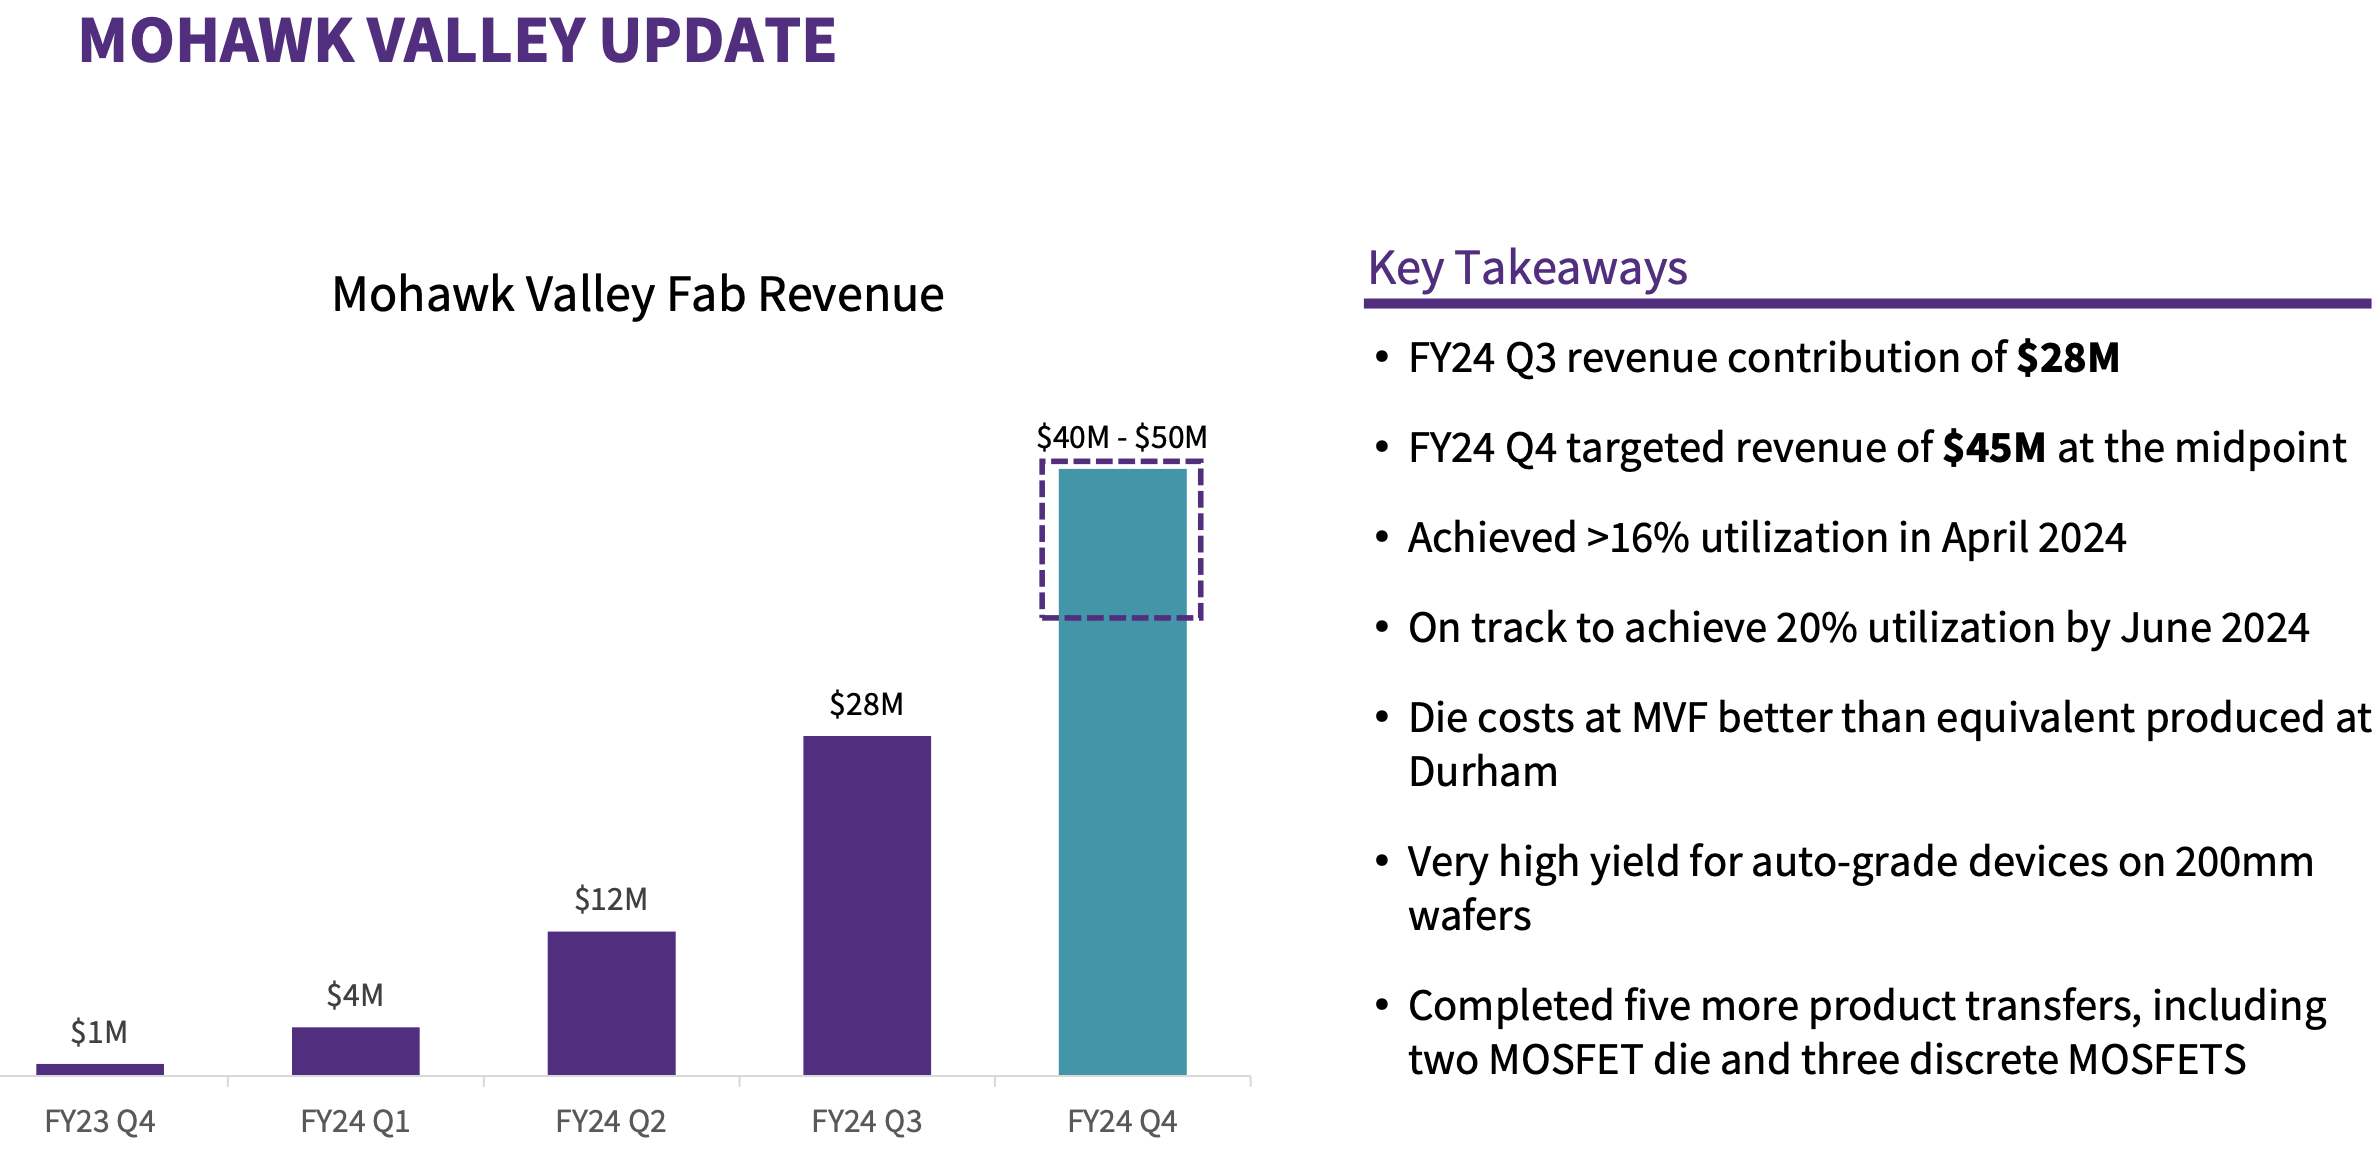 MOHAWK VALLEY UPDATE
Mohawk Valley Fab Revenue
$40M - $50M
$28M
$12M
$4M
$1M
FY23 Q4
FY24 Q1
FY24 Q2
FY24 Q3
FY24 Q4
Key Takeaways
• FY24 Q3 revenue contribution of $28M
• FY24 Q4 targeted revenue of $45M at the midpoint
• Achieved >16% utilization in April 2024
• On track to achieve 20% utilization by June 2024
• Die costs at MVF better than equivalent produced at
Durham
• Very high yield for auto-grade devices on 200mm
wafers
• Completed five more product transfers, including
two MOSFET die and three discrete MOSFETS